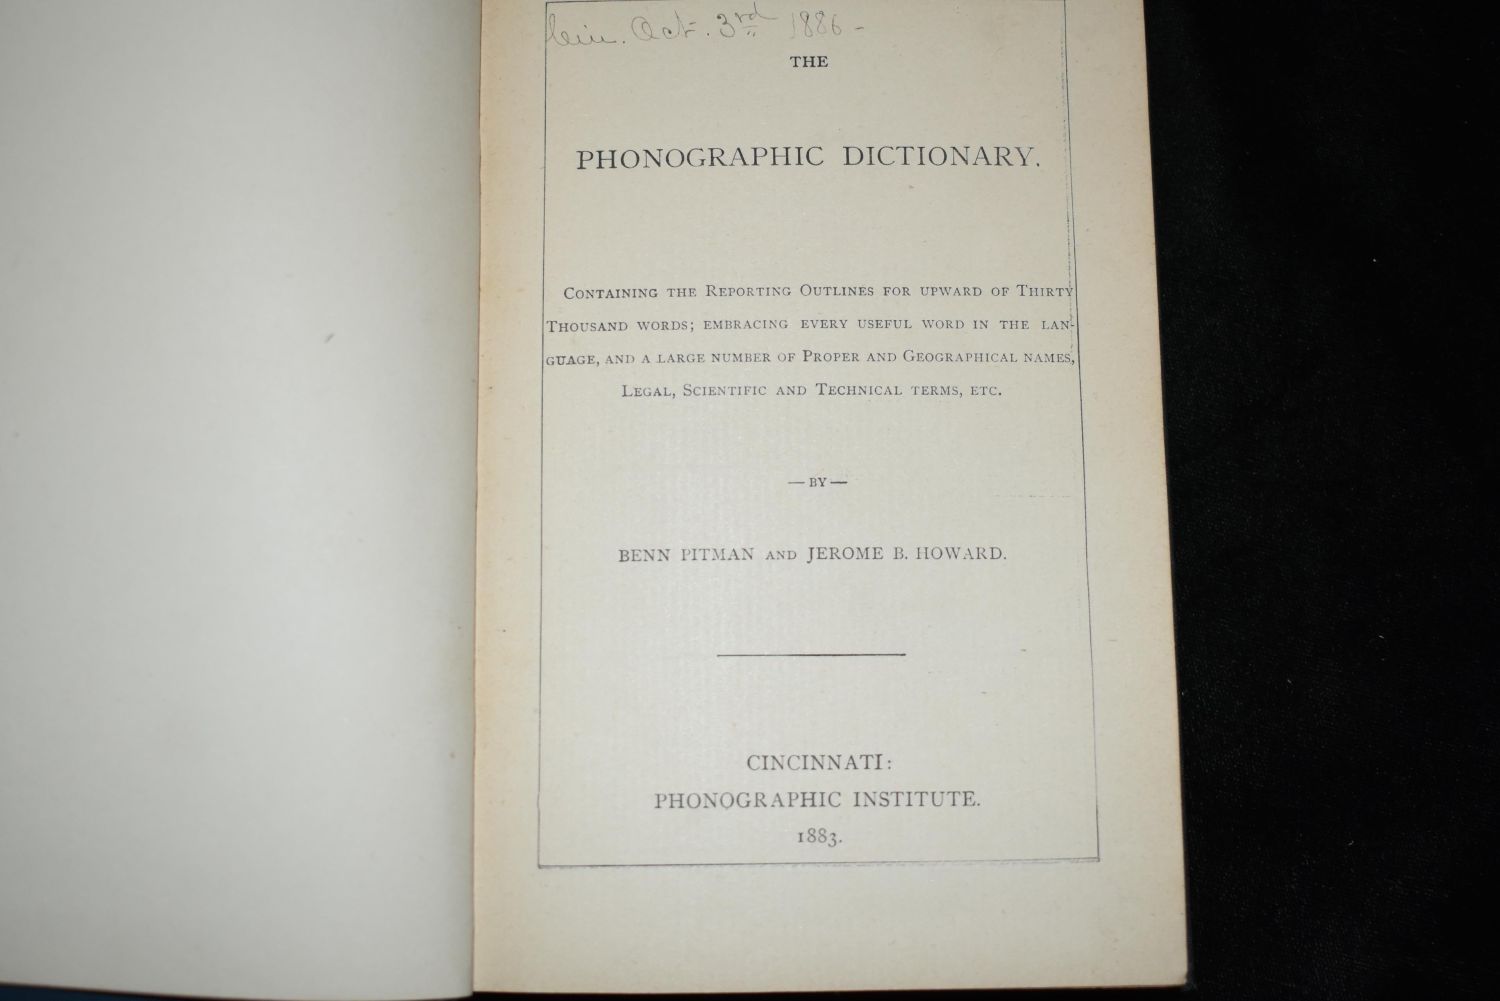 Cin. Oct. 3rd 1886-
THE
PHONOGRAPHIC DICTIONARY.
CONTAINING THE REPORTING OUTLINES FOR UPWARD OF THIRTY
THOUSAND WORDS; EMBRACING EVERY USEFUL WORD IN THE LAN-
GUAGE, AND A LARGE NUMBER OF PROPER AND GEOGRAPHICAL NAMES,
LEGAL, SCIENTIFIC AND TECHNICAL TERMS, ETC.
—BY—
BENN PITMAN AND JEROME B. HOWARD.
CINCINNATI:
PHONOGRAPHIC INSTITUTE.
1883.